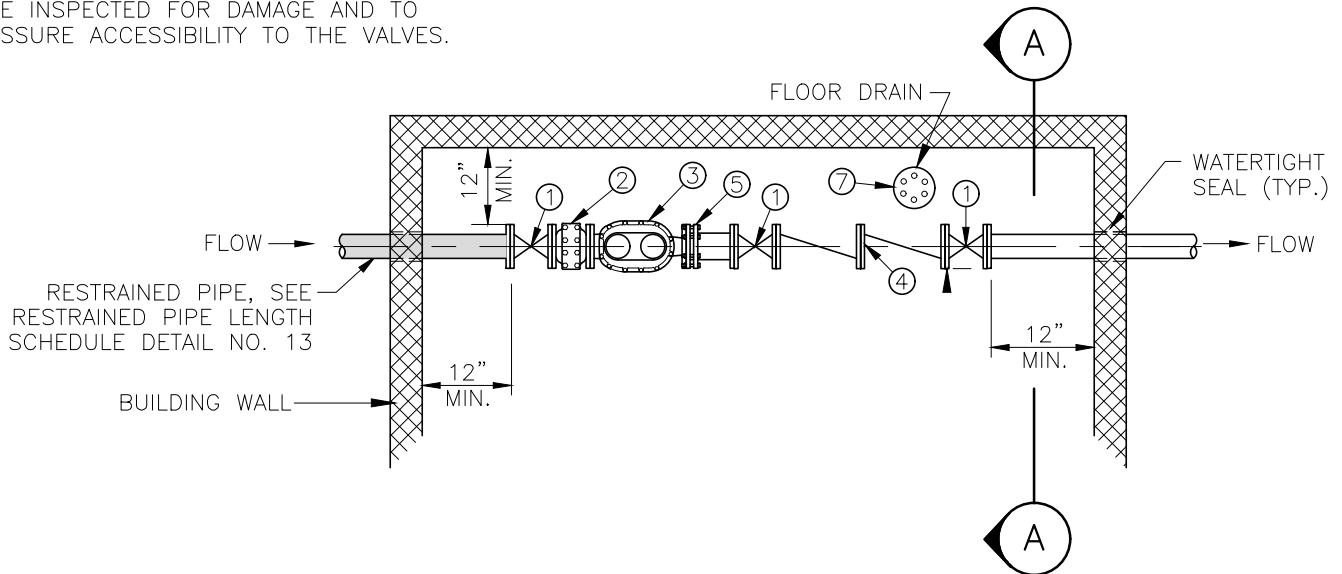 E INSPECTED FOR DAMAGE AND TO
SSURE ACCESSIBILITY TO THE VALVES.
A
FLOOR DRAIN
WATERTIGHT
SEAL (TYP.)
12"
MIN.
1
2
3
5
1
7
1
4
FLOW
FLOW
RESTRAINED PIPE, SEE
RESTRAINED PIPE LENGTH
SCHEDULE DETAIL NO. 13
12"
MIN.
12"
MIN.
BUILDING WALL
A